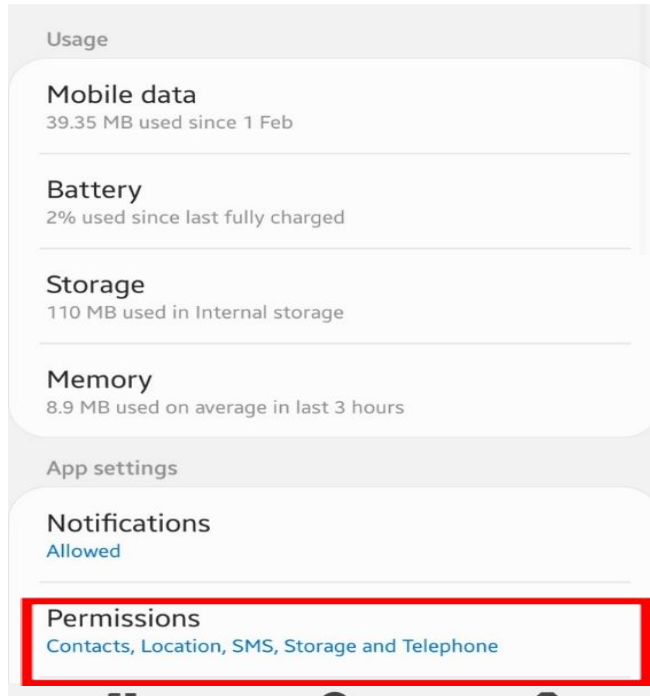 Usage
Mobile data
39.35 MB used since 1 Feb
Battery
2% used since last fully charged
Storage
110 MB used in Internal storage
Memory
8.9 MB used on average in last 3 hours
App settings
Notifications
Allowed
Permissions
Contacts, Location, SMS, Storage and Telephone